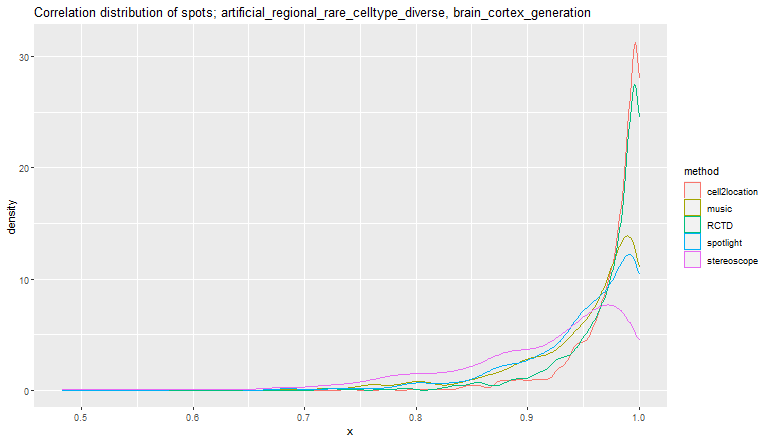 Correlation distribution of spots; artificial_regional_rare_celltype_diverse, brain_cortex_generation
30
20
10
0
density
0.5
0.6
0.7
0.8
0.9
1.0
x
method
cell2location
music
RCTD
spotlight
stereoscope